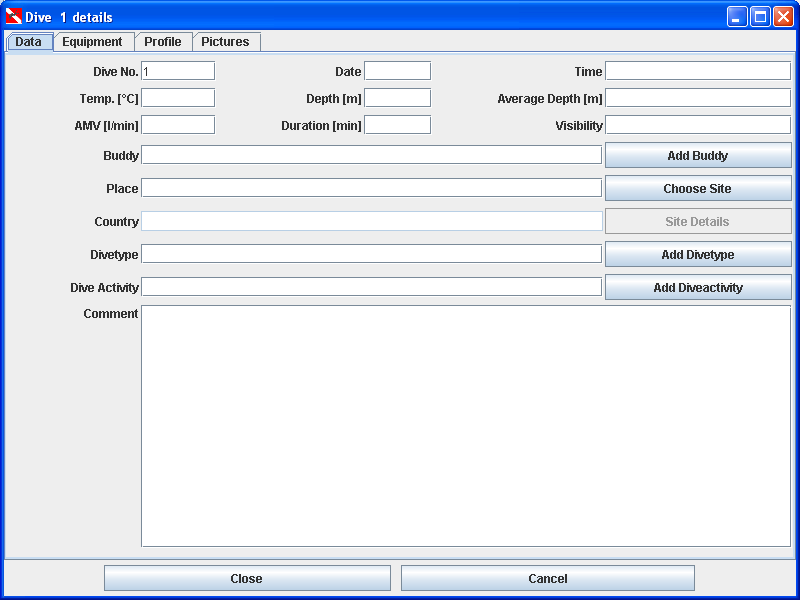 Dive 1 details
Data Equipment Profile Pictures
Dive No. 1 Date Time
Temp. [°C] Depth [m] Average Depth [m]
AMV [l/min] Duration [min] Visibility
Buddy Add Buddy
Place Choose Site
Country Site Details
Divetype Add Divetype
Dive Activity Add Diveactivity
Comment
Close Cancel